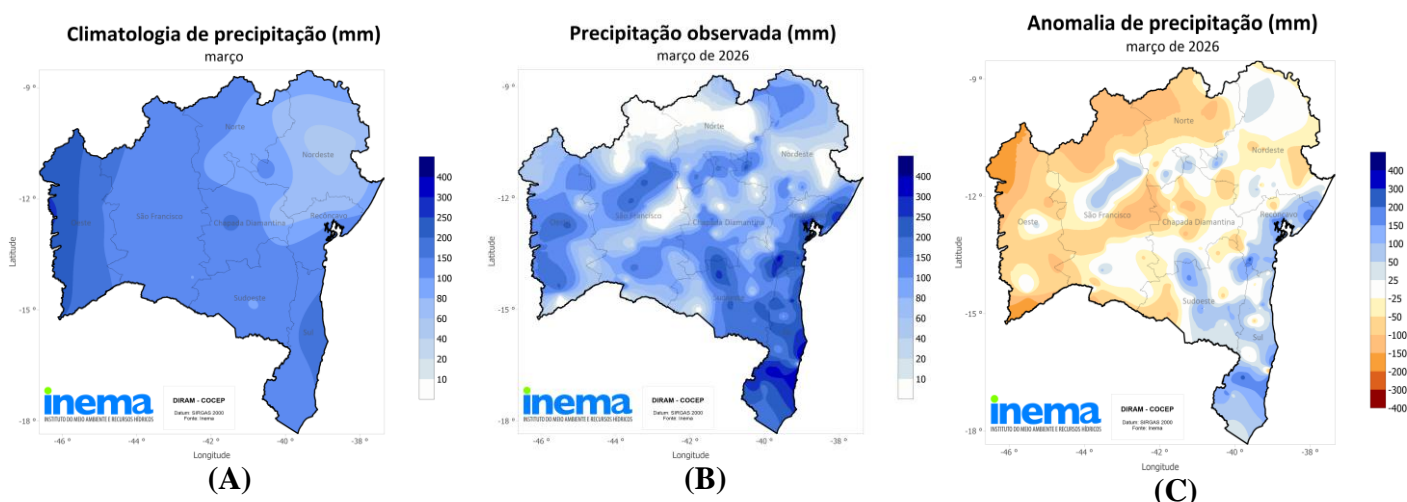 Climatologia de precipitação (mm)
março
-9 °
-12 °
-15 °
-18 °
Latitude
-46 °
-44 °
-42 °
-40 °
-38 °
Longitude
Norte
Nordeste
Oeste
São Francisco
Chapada Diamantina
Recôncavo
Sudoeste
Sul
400
300
250
200
150
100
80
60
40
20
10
inema
INSTITUTO DO MEIO AMBIENTE E RECURSOS HÍDRICOS
DIRAM - COCEP
Datum: SIRGAS 2000
Fonte: Inema
(A)
Precipitação observada (mm)
março de 2026
-9 °
-12 °
-15 °
-18 °
Latitude
-46 °
-44 °
-42 °
-40 °
-38 °
Longitude
Norte
Nordeste
Oeste
São Francisco
Chapada Diamantina
Recôncavo
Sudoeste
Sul
400
300
250
200
150
100
80
60
40
20
10
inema
INSTITUTO DO MEIO AMBIENTE E RECURSOS HÍDRICOS
DIRAM - COCEP
Datum: SIRGAS 2000
Fonte: Inema
(B)
Anomalia de precipitação (mm)
março de 2026
-9 °
-12 °
-15 °
-18 °
Latitude
-46 °
-44 °
-42 °
-40 °
-38 °
Longitude
Norte
Nordeste
Oeste
São Francisco
Chapada Diamantina
Recôncavo
Sudoeste
Sul
400
300
200
150
100
50
25
-25
-50
-100
-150
-200
-300
-400
inema
INSTITUTO DO MEIO AMBIENTE E RECURSOS HÍDRICOS
DIRAM - COCEP
Datum: SIRGAS 2000
Fonte: Inema
(C)